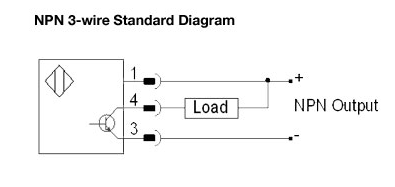 NPN 3-wire Standard Diagram
1
+
4
Load
NPN Output
3
-